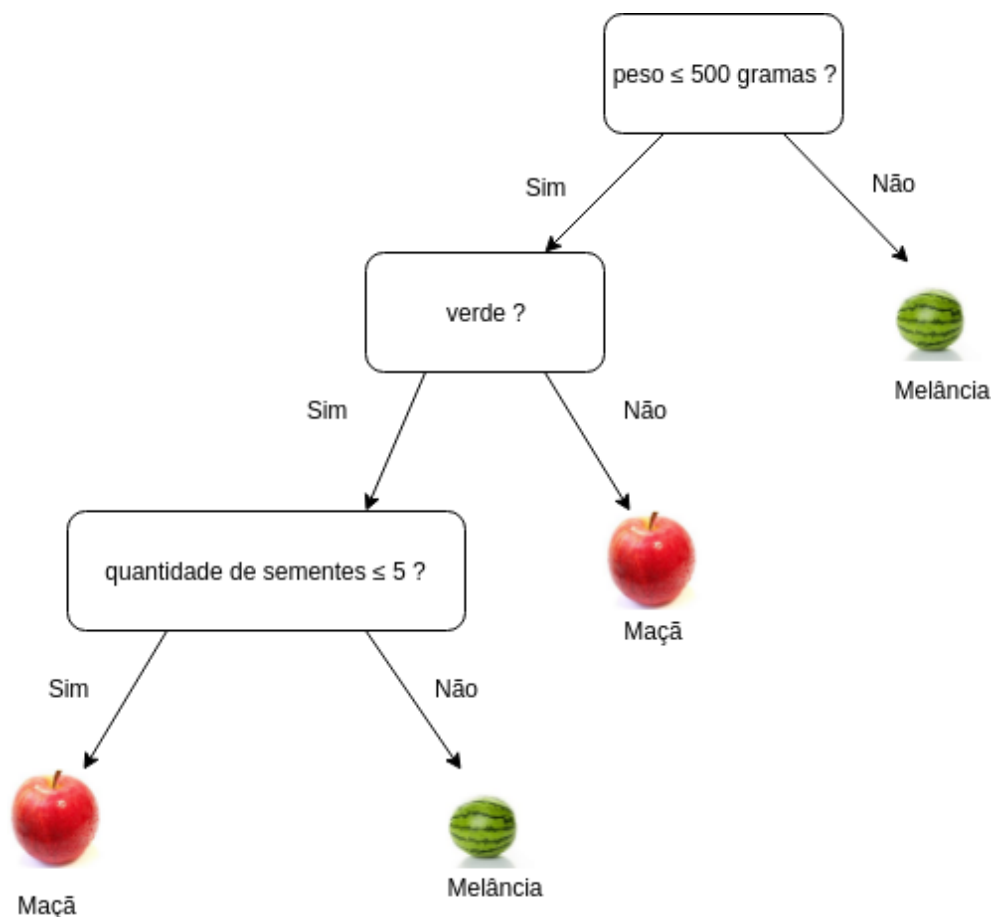 peso ≤ 500 gramas ?
Sim
Não
verde ?
Melância
Sim
Não
quantidade de sementes ≤ 5 ?
Maçã
Sim
Não
Melância
Maçã